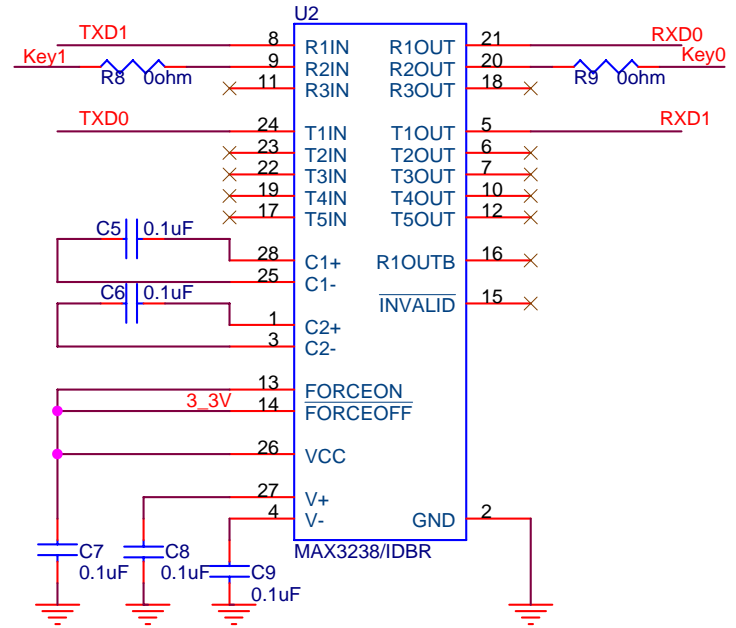 U2
TXD1 8 R1IN R1OUT 21 RXD0
Key1 R8 0ohm 9 R2IN R2OUT 20 R9 0ohm Key0
11 R3IN R3OUT 18
TXD0 24 T1IN T1OUT 5 RXD1
23 T2IN T2OUT 6
22 T3IN T3OUT 7
19 T4IN T4OUT 10
17 T5IN T5OUT 12
C5 0.1uF
28 C1+ R1OUTB 16
25 C1-
C6 0.1uF INVALID 15
1 C2+
3 C2-
13 FORCEON
3_3V 14 FORCEOFF
26 VCC
27 V+
4 V- GND 2
C7 0.1uF C8 0.1uF C9 0.1uF
MAX3238/IDBR